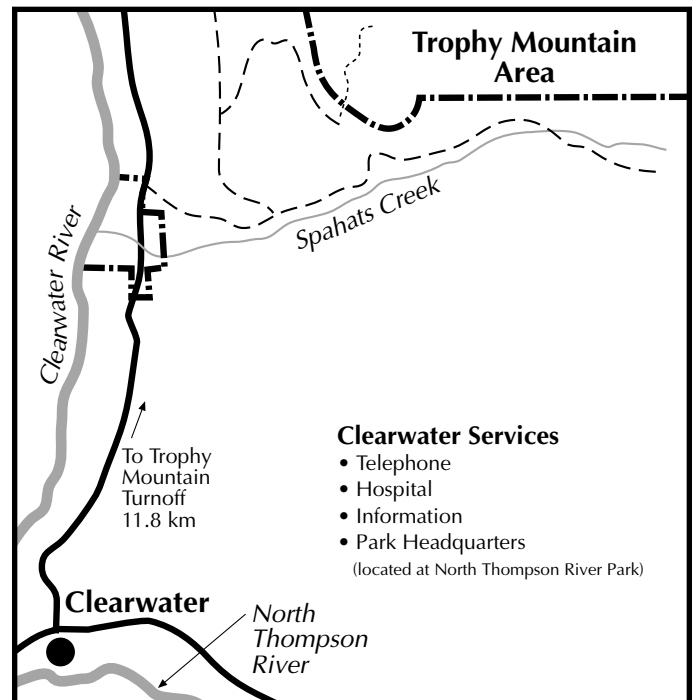 Trophy Mountain
Area
Spahats Creek
Clearwater River
To Trophy
Mountain
Turnoff
11.8 km
Clearwater Services
• Telephone
• Hospital
• Information
• Park Headquarters
(located at North Thompson River Park)
Clearwater
North
Thompson
River